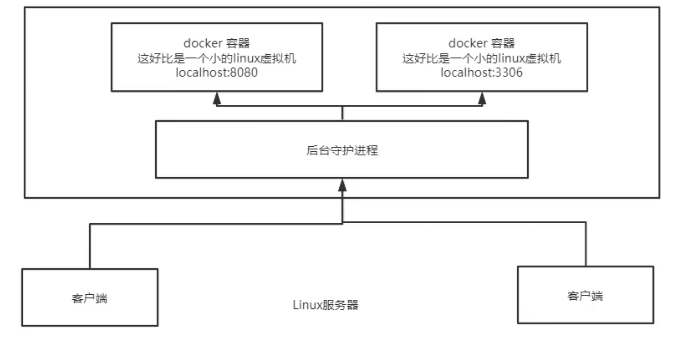 docker 容器
这好比是一个小的linux虚拟机
localhost:8080
docker 容器
这好比是一个小的linux虚拟机
localhost:3306
后台守护进程
客户端
Linux服务器
客户端